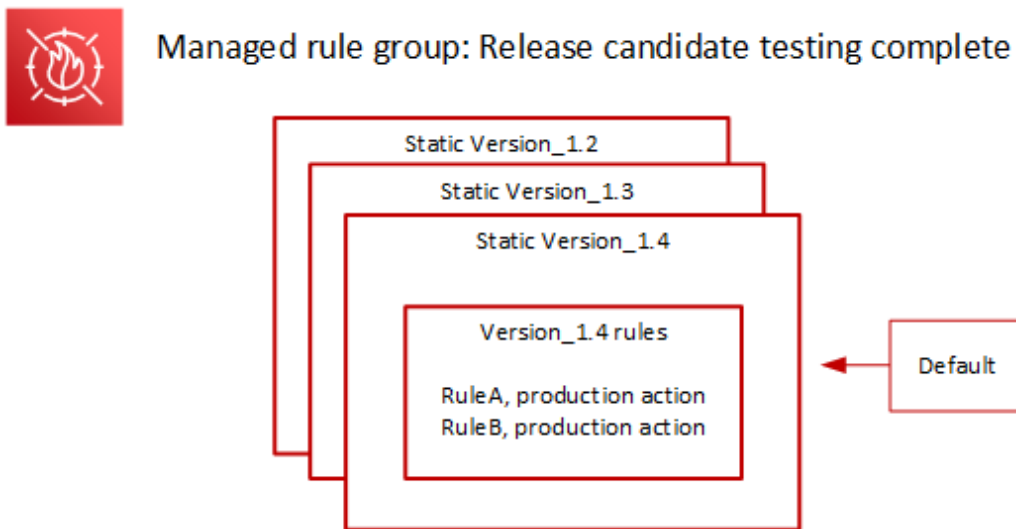 Managed rule group: Release candidate testing complete
Static Version_1.2
Static Version_1.3
Static Version_1.4
Version_1.4 rules
RuleA, production action
RuleB, production action
Default